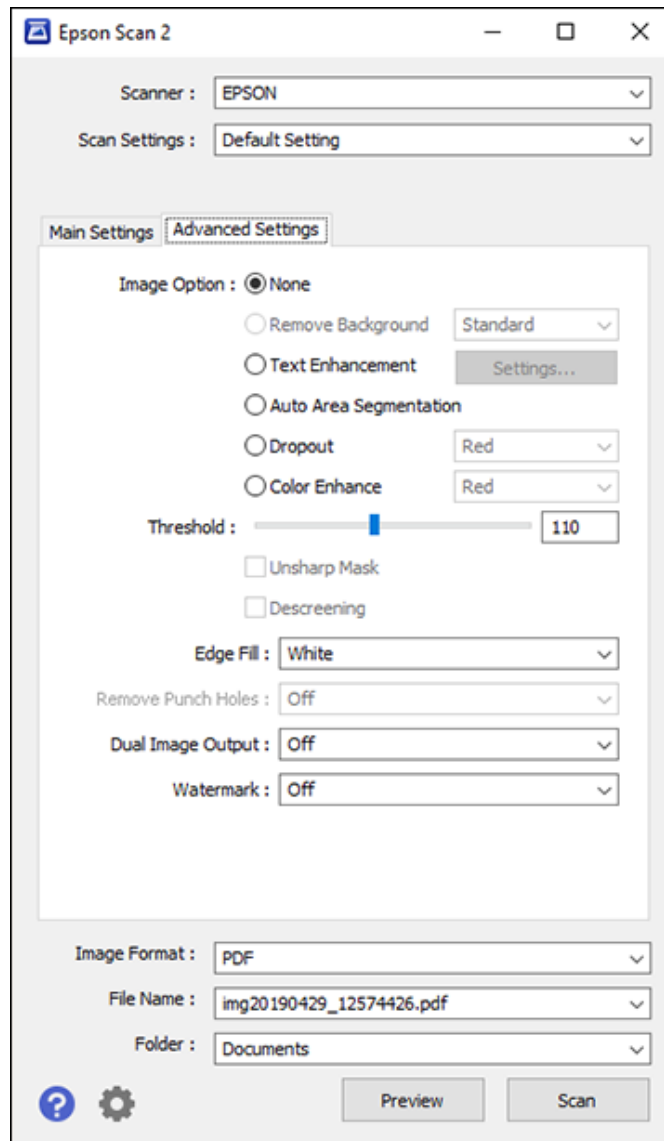 Epson Scan 2
Scanner : EPSON
Scan Settings : Default Setting
Main Settings Advanced Settings
Image Option : None
Remove Background Standard
Text Enhancement Settings...
Auto Area Segmentation
Dropout Red
Color Enhance Red
Threshold : 110
Unsharp Mask
Descreening
Edge Fill : White
Remove Punch Holes : Off
Dual Image Output : Off
Watermark : Off
Image Format : PDF
File Name : img20190429_12574426.pdf
Folder : Documents
? Preview Scan